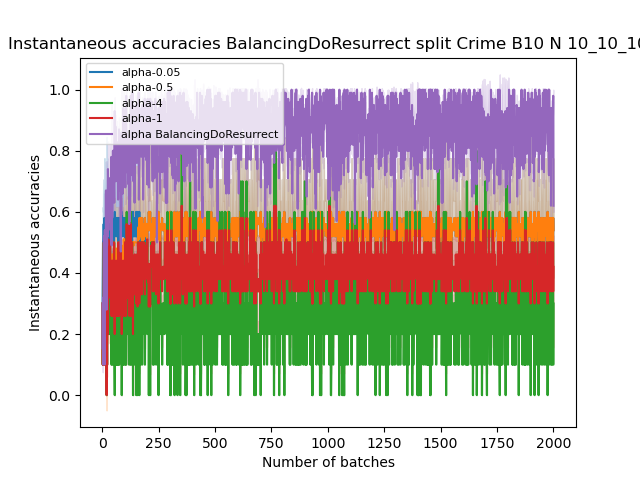 Instantaneous accuracies BalancingDoResurrect split Crime B10 N 10_10_10
alpha-0.05
alpha-0.5
alpha-4
alpha-1
alpha BalancingDoResurrect
Instantaneous accuracies
1.0
0.8
0.6
0.4
0.2
0.0
0 250 500 750 1000 1250 1500 1750 2000
Number of batches